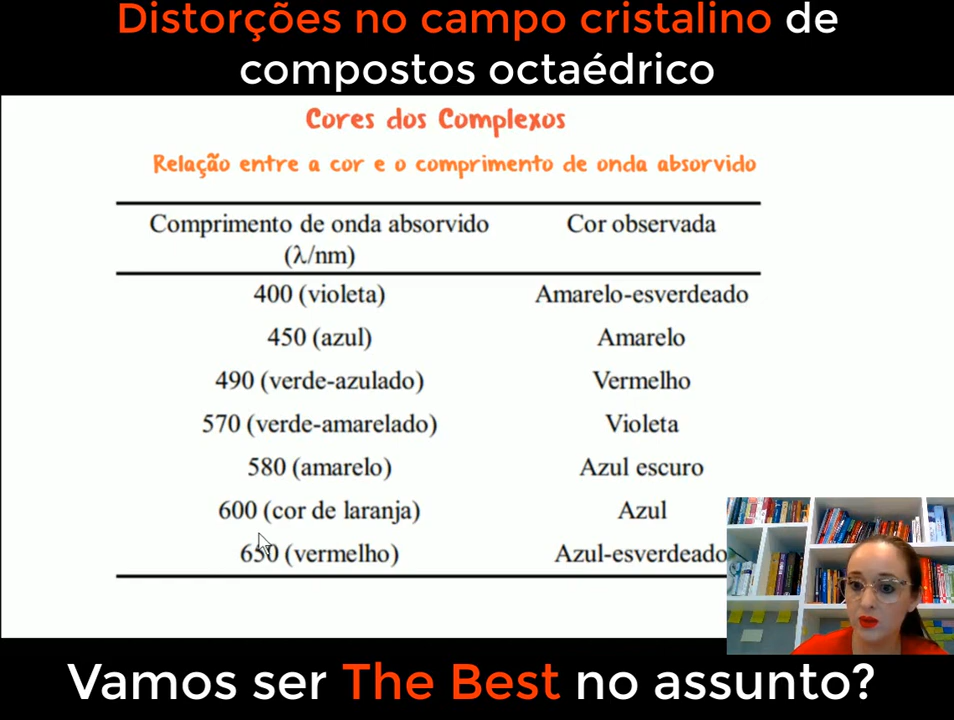 Distorções no campo cristalino de
compostos octaédrico
Cores dos Complexos
Relação entre a cor e o comprimento de onda absorvido
Comprimento de onda absorvido Cor observada
(λ/nm)
400 (violeta) Amarelo-esverdeado
450 (azul) Amarelo
490 (verde-azulado) Vermelho
570 (verde-amarelado) Violeta
580 (amarelo) Azul escuro
600 (cor de laranja) Azul
650 (vermelho) Azul-esverdeado
Vamos ser The Best no assunto?